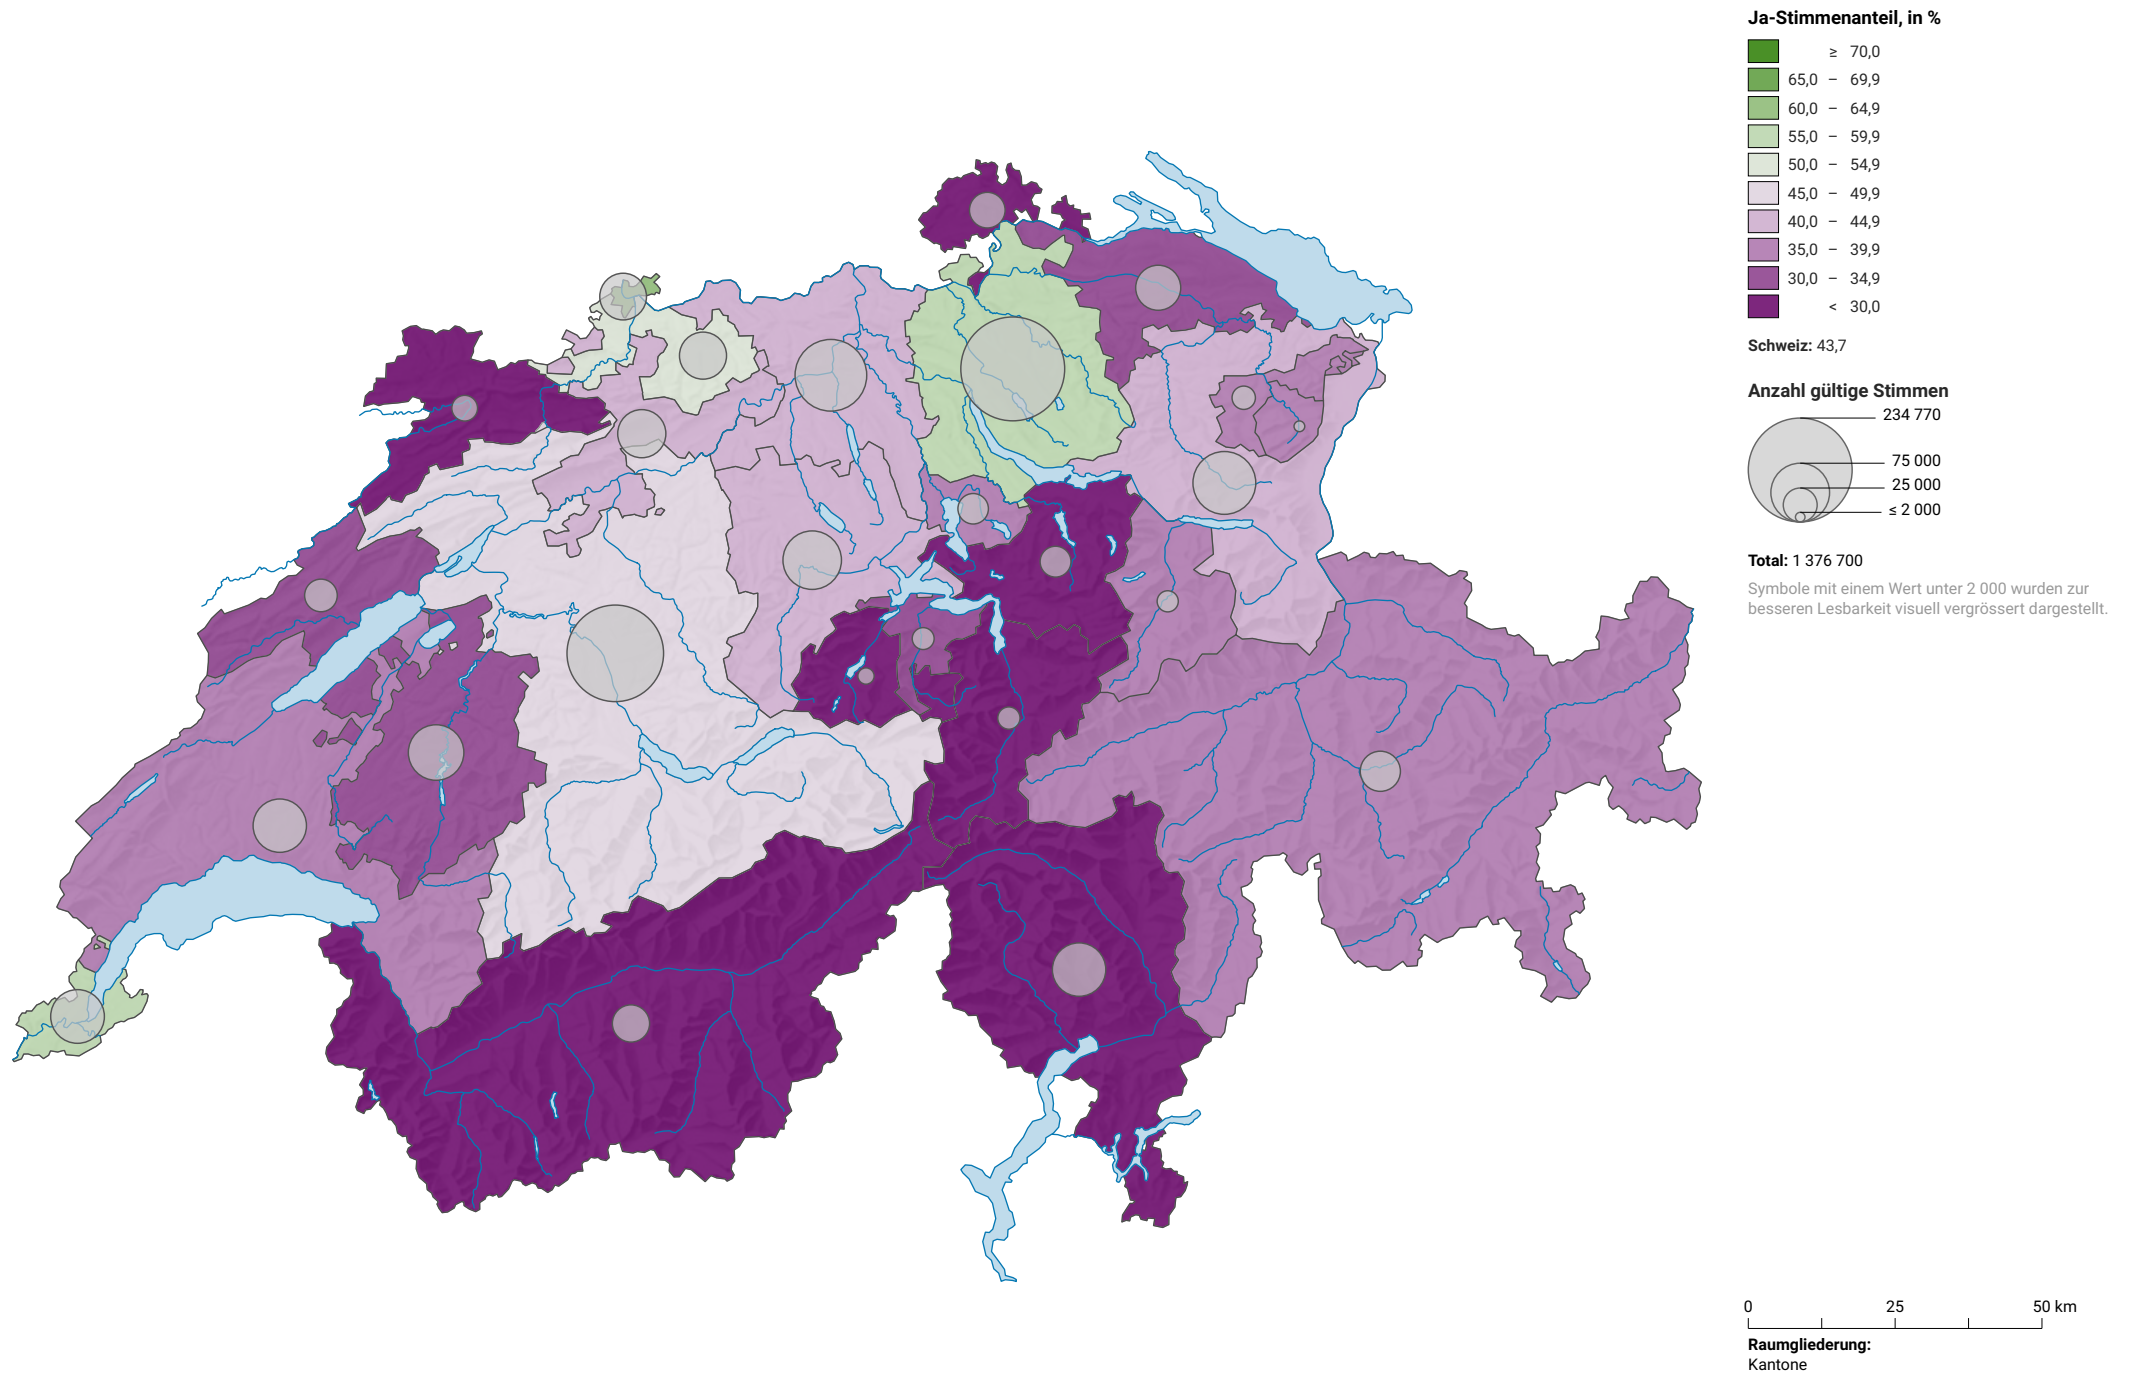 Ja-Stimmenanteil, in %
≥ 70,0
65,0 – 69,9
60,0 – 64,9
55,0 – 59,9
50,0 – 54,9
45,0 – 49,9
40,0 – 44,9
35,0 – 39,9
30,0 – 34,9
< 30,0
Schweiz: 43,7
Anzahl gültige Stimmen
234 770
75 000
25 000
≤ 2 000
Total: 1 376 700
Symbole mit einem Wert unter 2 000 wurden zur
besseren Lesbarkeit visuell vergrössert dargestellt.
0 25 50 km
Raumgliederung:
Kantone